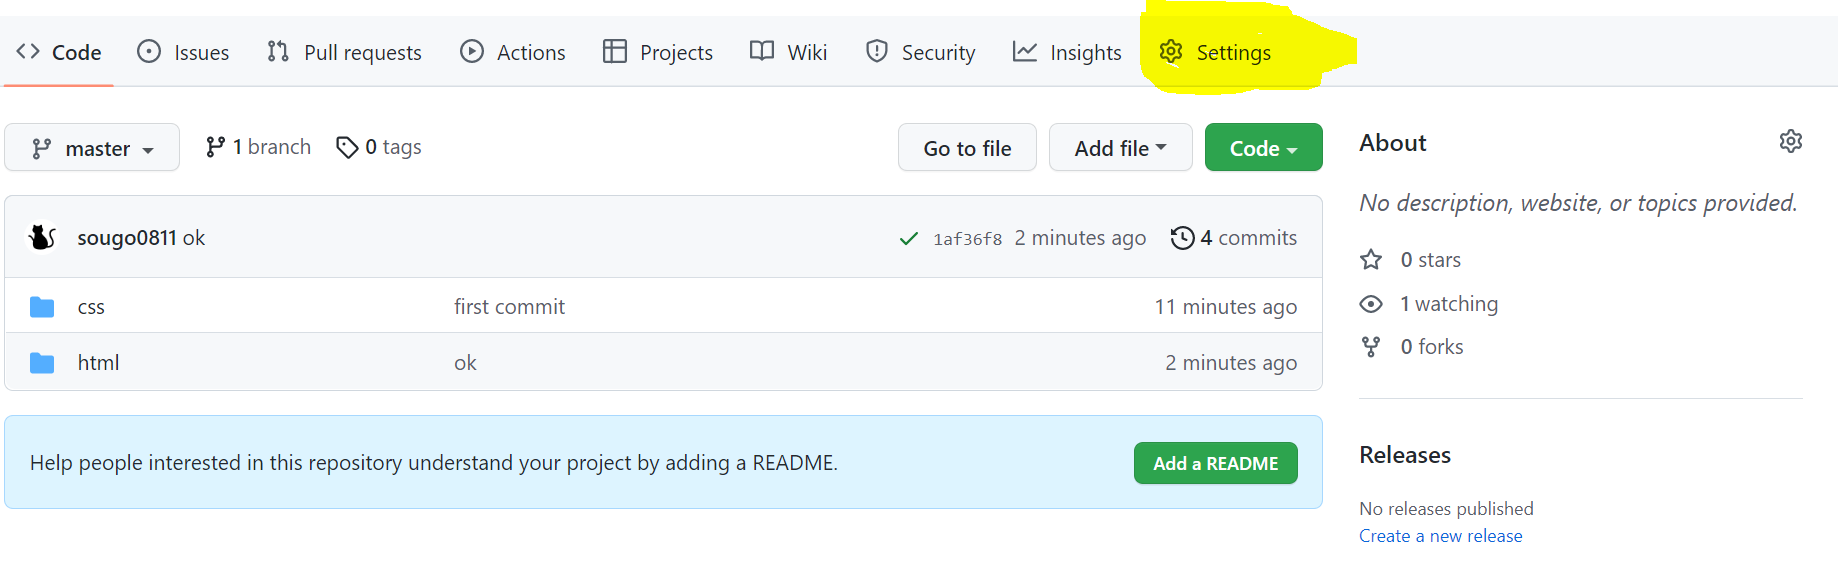 Code Issues Pull requests Actions Projects Wiki Security Insights Settings
master 1 branch 0 tags Go to file Add file Code
sougo0811 ok 1af36f8 2 minutes ago 4 commits
css first commit 11 minutes ago
html ok 2 minutes ago
Help people interested in this repository understand your project by adding a README. Add a README
About
No description, website, or topics provided.
0 stars
1 watching
0 forks
Releases
No releases published
Create a new release